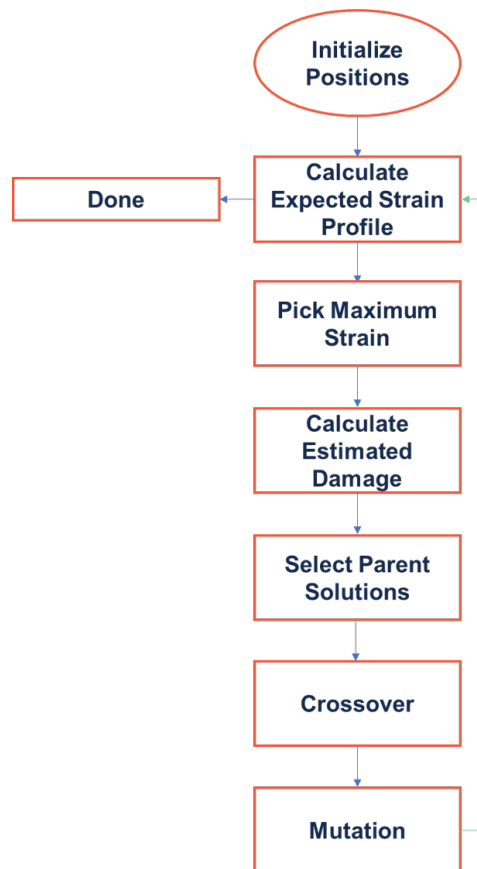 Initialize
Positions
Done
Calculate
Expected Strain
Profile
Pick Maximum
Strain
Calculate
Estimated
Damage
Select Parent
Solutions
Crossover
Mutation